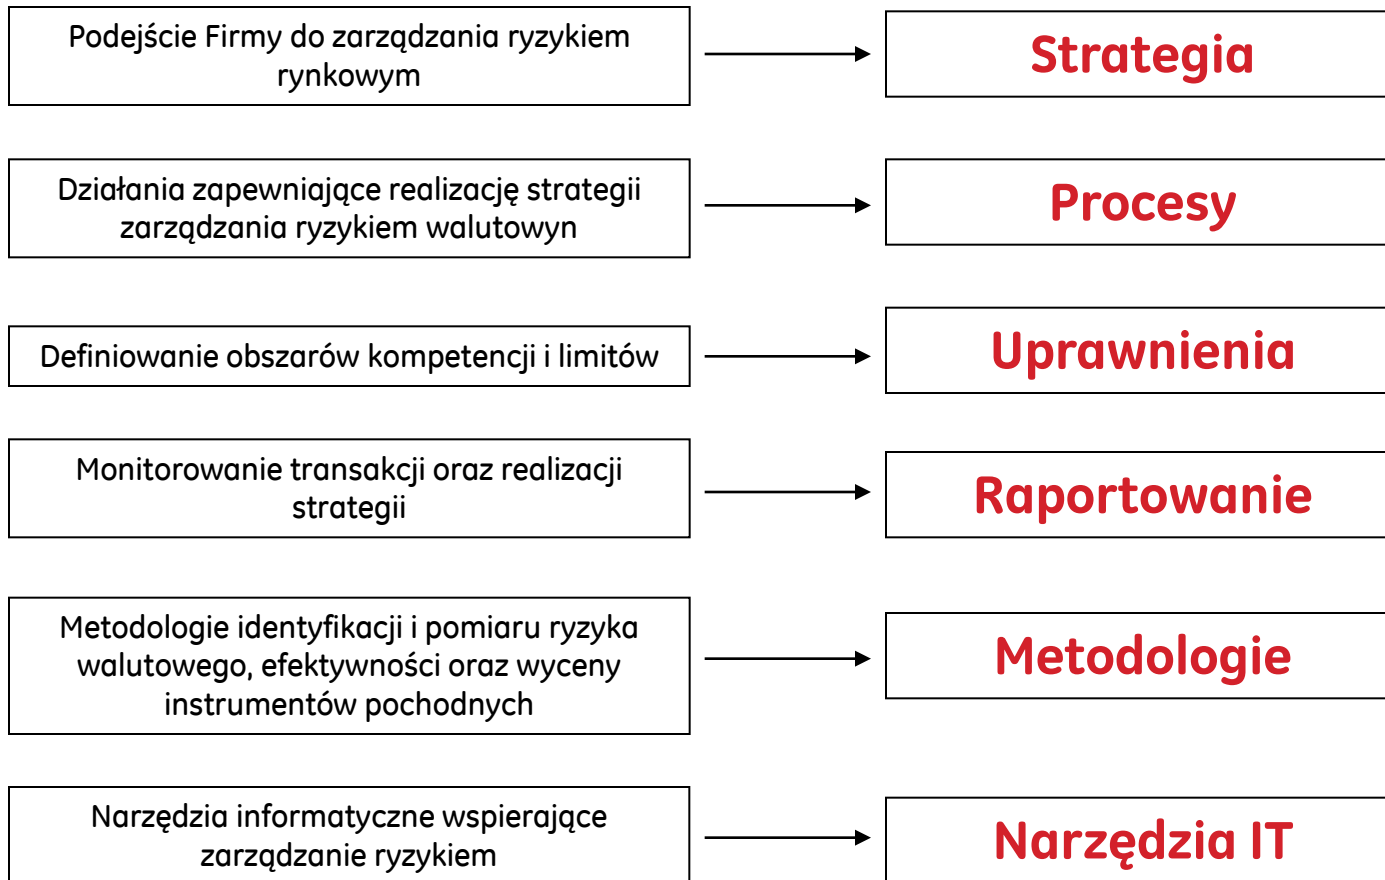 Podejście Firmy do zarządzania ryzykiem
rynkowym
Strategia
Działania zapewniające realizację strategii
zarządzania ryzykiem walutowyn
Procesy
Definiowanie obszarów kompetencji i limitów
Uprawnienia
Monitorowanie transakcji oraz realizacji
strategii
Raportowanie
Metodologie identyfikacji i pomiaru ryzyka
walutowego, efektywności oraz wyceny
instrumentów pochodnych
Metodologie
Narzędzia informatyczne wspierające
zarządzanie ryzykiem
Narzędzia IT